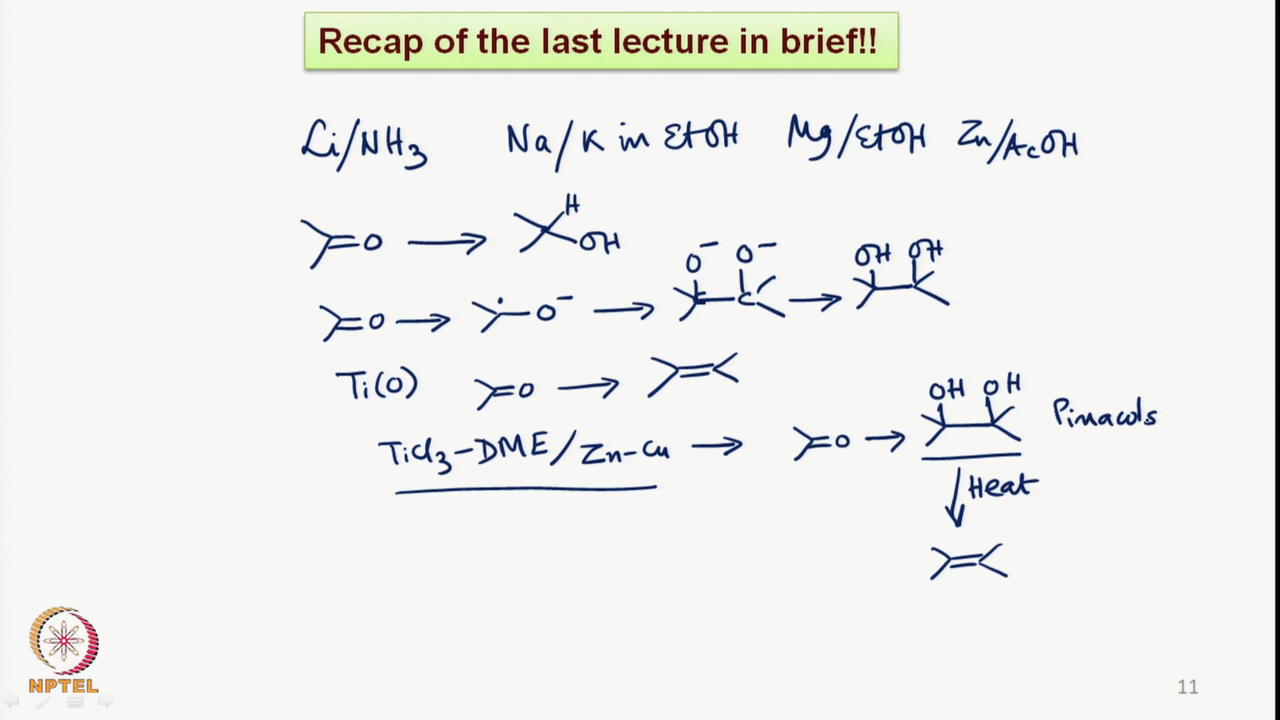 Recap of the last lecture in brief!!
Li/NH3 Na/K in EtOH Mg/EtOH Zn/AcOH
=O → H OH
=O → · –O⁻ → O⁻ O⁻ C → OH OH
Ti(0) =O →
TiCl3-DME/Zn-Cu → =O → OH OH Pinacols
↓ Heat
NPTEL
11